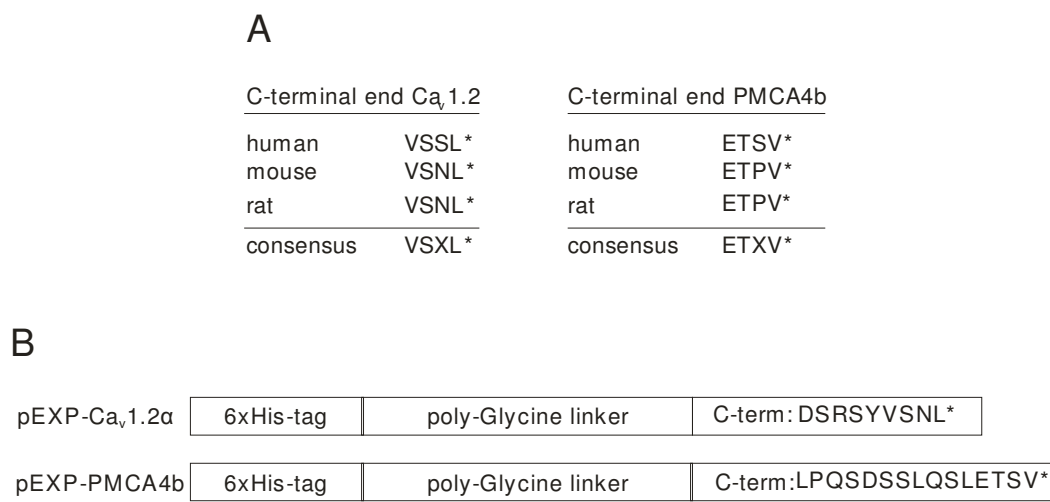 A
C-terminal end Cav1.2 C-terminal end PMCA4b
human VSSL* human ETSV*
mouse VSNL* mouse ETPV*
rat VSNL* rat ETPV*
consensus VSXL* consensus ETXV*
B
pEXP-Cav1.2α 6xHis-tag poly-Glycine linker C-term: DSRSYVSNL*
pEXP-PMCA4b 6xHis-tag poly-Glycine linker C-term:LPQSDSSLQSLETSV*